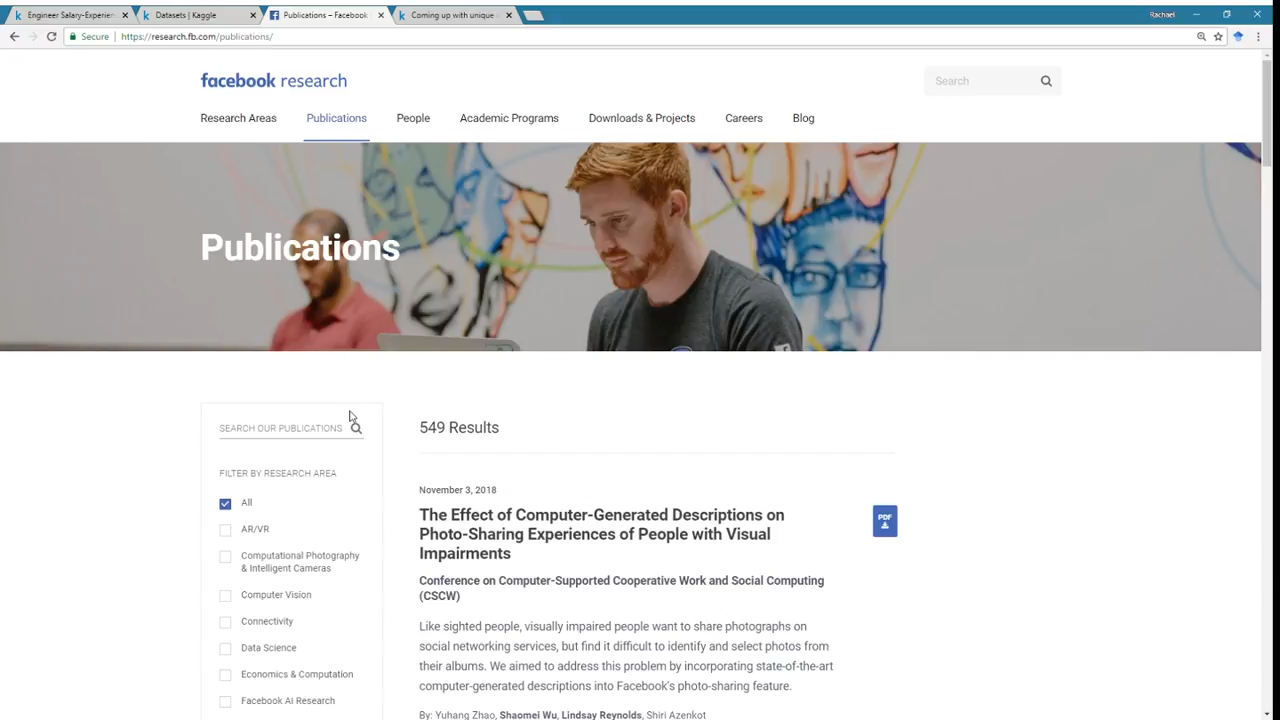 Engineer Salary-Experien
Datasets | Kaggle
Publications – Facebook
Coming up with unique
Rachael
Secure
https://research.fb.com/publications/
facebook research
Search
Research Areas
Publications
People
Academic Programs
Downloads & Projects
Careers
Blog
Publications
SEARCH OUR PUBLICATIONS
FILTER BY RESEARCH AREA
All
AR/VR
Computational Photography
& Intelligent Cameras
Computer Vision
Connectivity
Data Science
Economics & Computation
Facebook AI Research
549 Results
November 3, 2018
The Effect of Computer-Generated Descriptions on
Photo-Sharing Experiences of People with Visual
Impairments
PDF
Conference on Computer-Supported Cooperative Work and Social Computing
(CSCW)
Like sighted people, visually impaired people want to share photographs on
social networking services, but find it difficult to identify and select photos from
their albums. We aimed to address this problem by incorporating state-of-the-art
computer-generated descriptions into Facebook's photo-sharing feature.
By: Yuhang Zhao, Shaomei Wu, Lindsay Reynolds, Shiri Azenkot